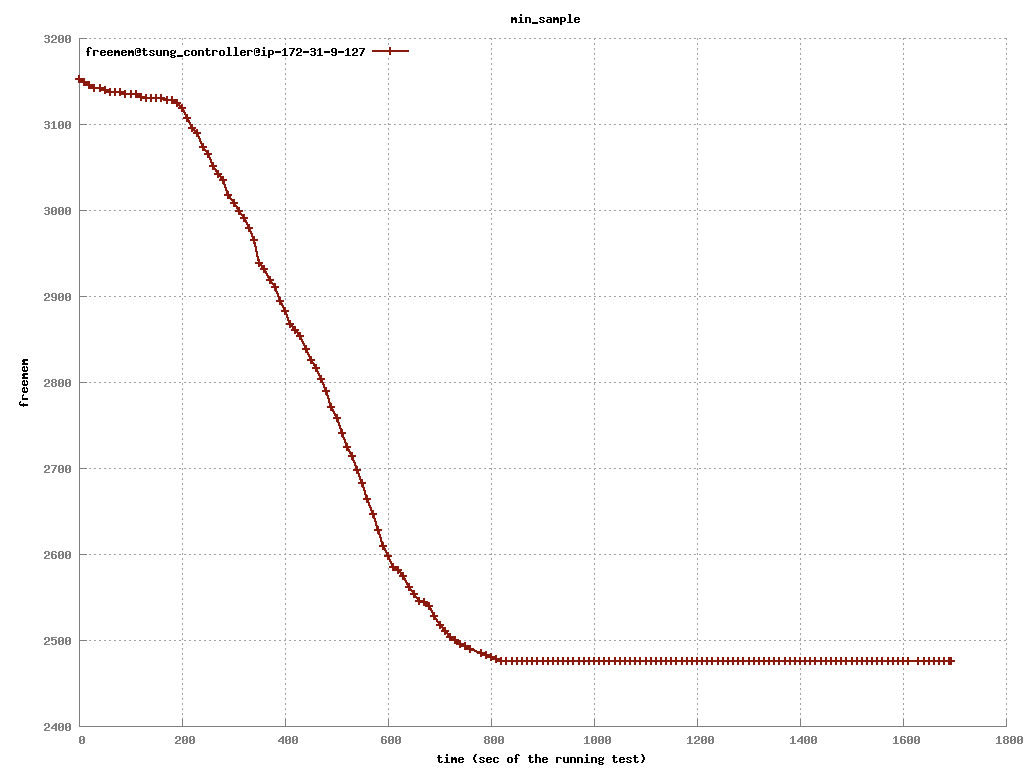 min_sample
freemem@tsung_controller@ip-172-31-9-127
3200
3100
3000
2900
2800
2700
2600
2500
2400
freemem
0 200 400 600 800 1000 1200 1400 1600 1800
time (sec of the running test)